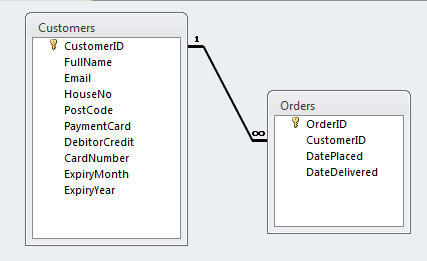 Customers
CustomerID
FullName
Email
HouseNo
PostCode
PaymentCard
DebitorCredit
CardNumber
ExpiryMonth
ExpiryYear
1
∞
Orders
OrderID
CustomerID
DatePlaced
DateDelivered